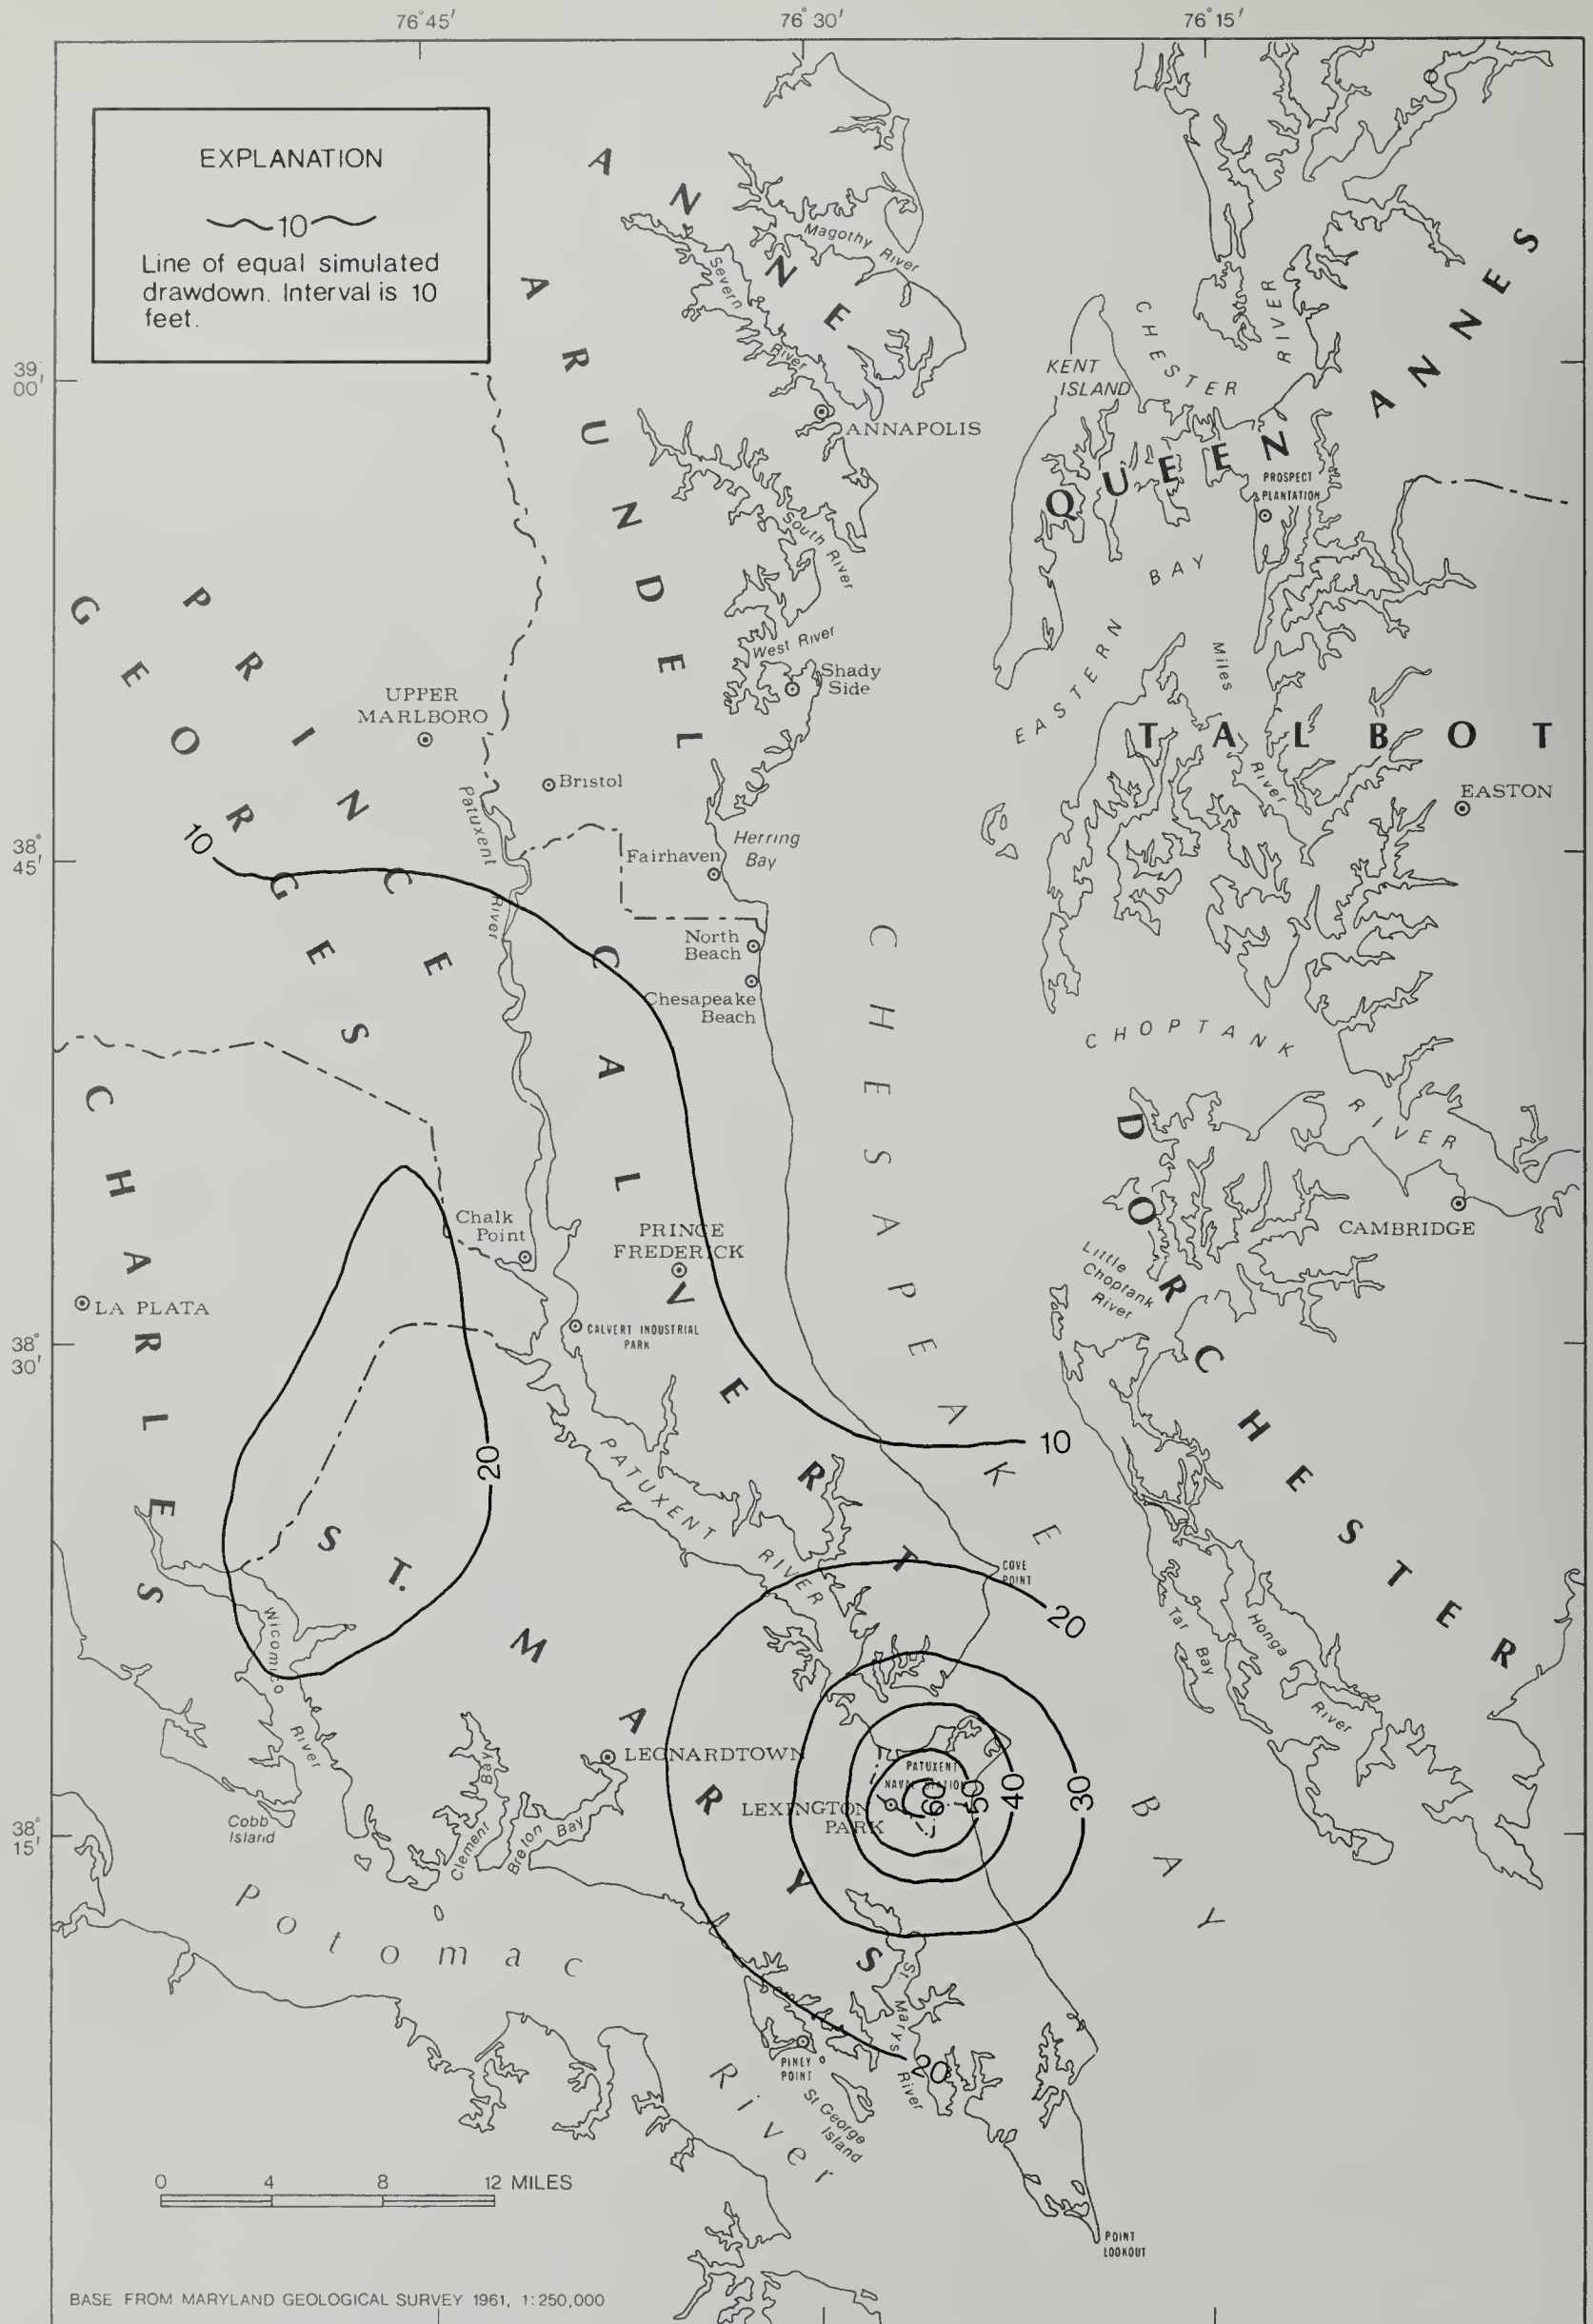 76°45'
76°30'
76°15'
EXPLANATION
10
Line of equal simulated
drawdown. Interval is 10
feet.
ANNE
ARUNDEL
Magothy River
Severn
River
ANNAPOLIS
South River
West River
Shady
Side
KENT
ISLAND
CHESTER
RIVER
QUEEN ANNES
PROSPECT
PLANTATION
EASTERN BAY
Miles
River
TALBOT
EASTON
39°
00'
PRINCE
GEORGES
UPPER
MARLBORO
Bristol
Patuxent
River
Herring
Bay
Fairhaven
North
Beach
Chesapeake
Beach
38°
45'
10
CHESAPEAKE
BAY
CHOPTANK
RIVER
CAMBRIDGE
Little
Choptank
River
DORCHESTER
CALVERT
CHARLES
Chalk
Point
PRINCE
FREDERICK
LA PLATA
CALVERT INDUSTRIAL
PARK
38°
30'
20
10
PATUXENT
RIVER
COVE
POINT
20
Tar
Bay
Honga
River
ST. MARYS
Wicomico
River
LEONARDTOWN
PATUXENT
NAVAL STATION
LEXINGTON
PARK
60
50
40
30
Cobb
Island
Clement
Bay
Breton
Bay
38°
15'
Potomac
River
St.
Marys
River
20
PINEY
POINT
St George
Island
0 4 8 12 MILES
POINT
LOOKOUT
BASE FROM MARYLAND GEOLOGICAL SURVEY 1961, 1:250,000